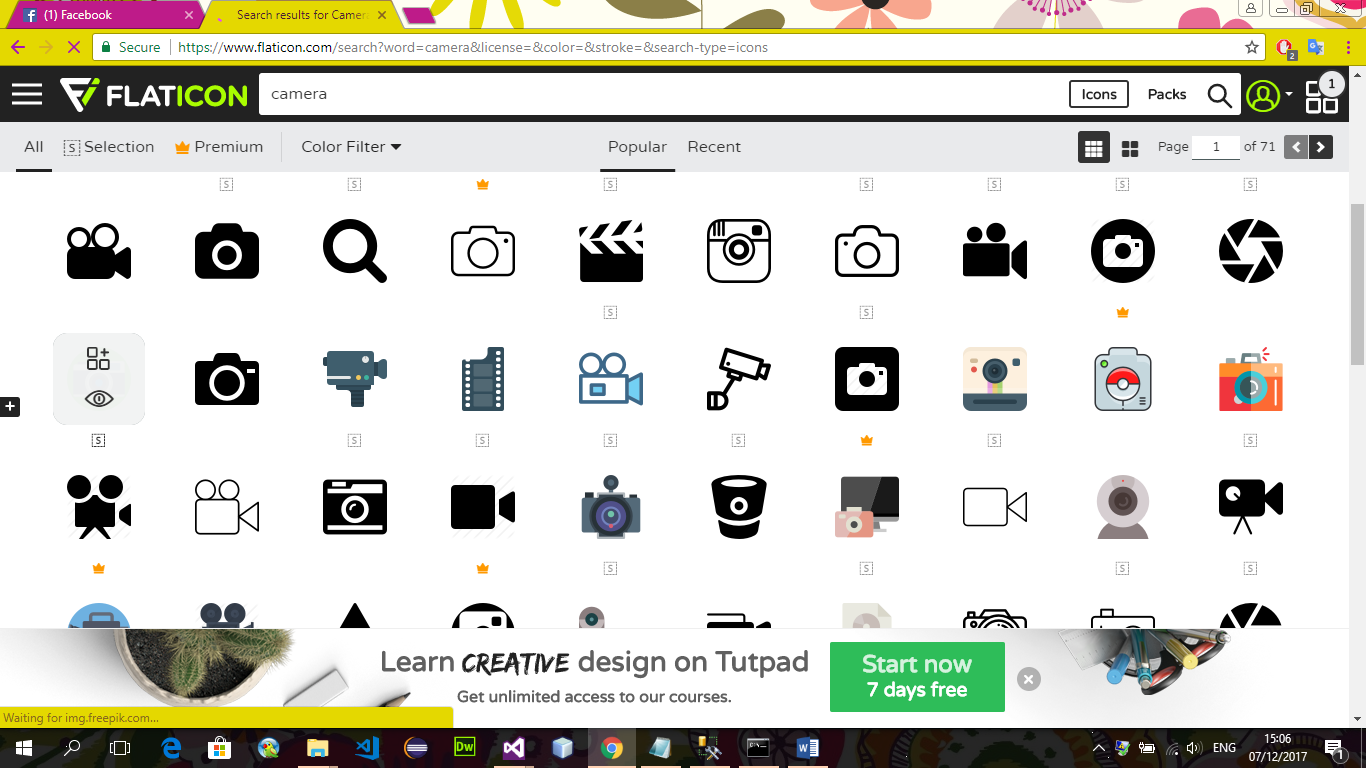 (1) Facebook
Search results for Camera
Secure
https://www.flaticon.com/search?word=camera&license=&color=&stroke=&search-type=icons
2
FLATICON
camera
Icons
Packs
1
All
S Selection
Premium
Color Filter
Popular
Recent
Page 1 of 71
S S S S S S S
S S
S S S S S S S
S S S S
Learn CREATIVE design on Tutpad
Get unlimited access to our courses.
Start now
7 days free
Waiting for img.freepik.com...
Dw
W
ENG
15:06
07/12/2017
1